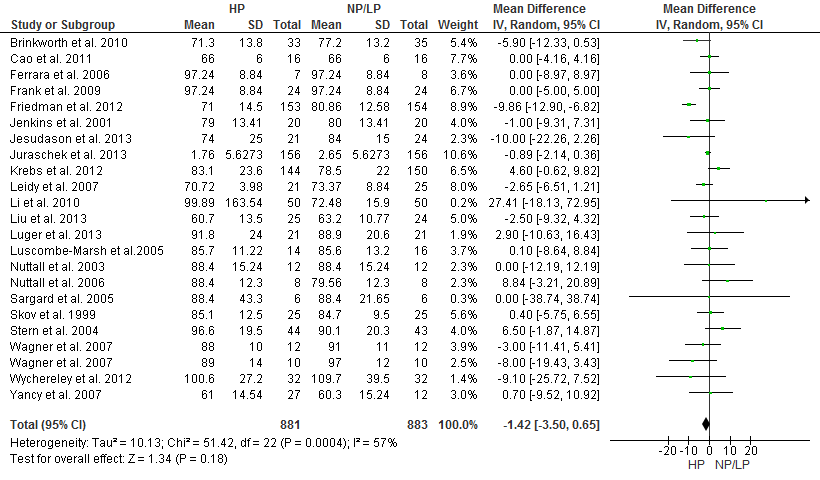 HP NP/LP Mean Difference Mean Difference
Study or Subgroup Mean SD Total Mean SD Total Weight IV, Random, 95% CI IV, Random, 95% CI
Brinkworth et al. 2010 71.3 13.8 33 77.2 13.2 35 5.4% -5.90 [-12.33, 0.53]
Cao et al. 2011 66 6 16 66 6 16 7.6% 0.00 [-4.16, 4.16]
Ferrara et al. 2006 97.24 8.84 7 97.24 8.84 8 3.7% 0.00 [-8.97, 8.97]
Frank et al. 2009 97.24 8.84 24 97.24 8.84 24 6.8% 0.00 [-5.00, 5.00]
Friedman et al. 2012 71 14.5 153 80.86 12.58 154 8.9% -9.86 [-12.90, -6.82]
Jenkins et al. 2001 79 13.41 20 80 13.41 20 4.0% -1.00 [-9.31, 7.31]
Jesudason et al. 2013 74 25 21 84 15 24 2.5% -10.00 [-22.26, 2.26]
Juraschek et al. 2013 1.76 5.6273 156 2.65 5.6273 156 10.6% -0.89 [-2.14, 0.36]
Krebs et al. 2012 83.1 23.6 144 78.5 22 150 6.5% 4.60 [-0.62, 9.82]
Leidy et al. 2007 70.72 3.98 21 73.37 8.84 25 8.0% -2.65 [-6.51, 1.21]
Li et al. 2010 99.89 163.54 50 72.48 15.9 50 0.2% 27.41 [-18.13, 72.95]
Liu et al. 2013 60.7 13.5 25 63.2 10.77 24 5.1% -2.50 [-9.32, 4.32]
Luger et al. 2013 91.8 24 21 88.9 20.6 21 2.1% 2.90 [-10.63, 16.43]
Luscombe-Marsh et al.2005 85.7 11.22 14 85.6 13.2 16 3.8% 0.10 [-8.64, 8.84]
Nuttall et al. 2003 88.4 15.24 12 88.4 15.24 12 2.5% 0.00 [-12.19, 12.19]
Nuttall et al. 2006 88.4 12.3 8 79.56 12.3 8 2.5% 8.84 [-3.21, 20.89]
Sargard et al. 2005 88.4 43.3 6 88.4 21.65 6 0.3% 0.00 [-38.74, 38.74]
Skov et al. 1999 85.1 12.5 25 84.7 9.5 25 5.7% 0.40 [-5.75, 6.55]
Stern et al. 2004 96.6 19.5 44 90.1 20.3 43 4.0% 6.50 [-1.87, 14.87]
Wagner et al. 2007 88 10 12 91 11 12 3.9% -3.00 [-11.41, 5.41]
Wagner et al. 2007 89 14 10 97 12 10 2.7% -8.00 [-19.43, 3.43]
Wychereley et al. 2012 100.6 27.2 32 109.7 39.5 32 1.4% -9.10 [-25.72, 7.52]
Yancy et al. 2007 61 14.54 27 60.3 15.24 12 3.2% 0.70 [-9.52, 10.92]
Total (95% CI) 881 883 100.0% -1.42 [-3.50, 0.65]
Heterogeneity: Tau² = 10.13; Chi² = 51.42, df = 22 (P = 0.0004); I² = 57%
Test for overall effect: Z = 1.34 (P = 0.18)
-20 -10 0 10 20
HP NP/LP